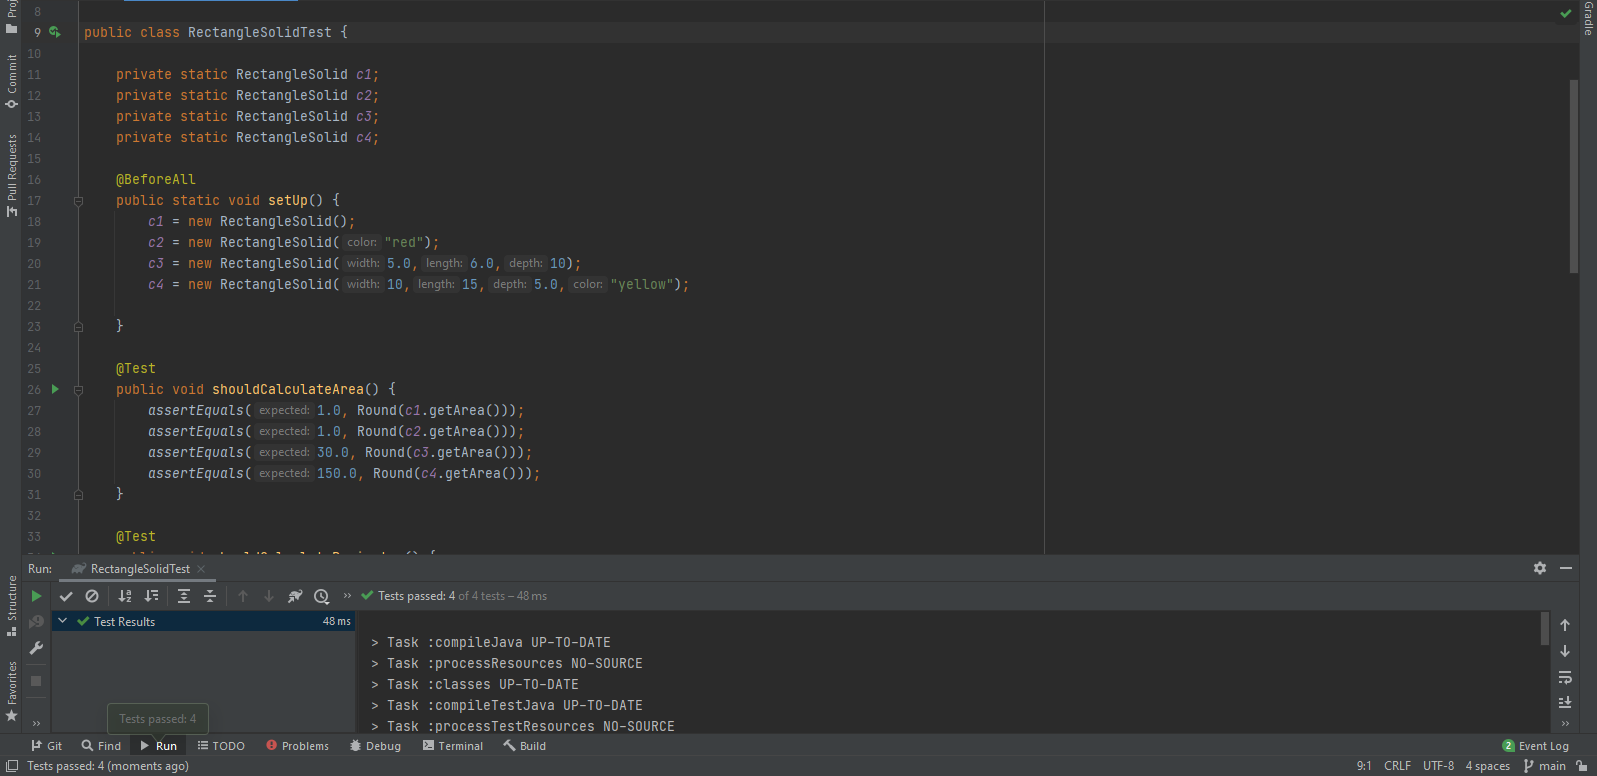 Proj
Commit
Pull Requests
Gradle
8
9 public class RectangleSolidTest {
10
11 private static RectangleSolid c1;
12 private static RectangleSolid c2;
13 private static RectangleSolid c3;
14 private static RectangleSolid c4;
15
16 @BeforeAll
17 public static void setUp() {
18 c1 = new RectangleSolid();
19 c2 = new RectangleSolid( color: "red");
20 c3 = new RectangleSolid( width: 5.0, length: 6.0, depth: 10);
21 c4 = new RectangleSolid( width: 10, length: 15, depth: 5.0, color: "yellow");
22
23 }
24
25 @Test
26 public void shouldCalculateArea() {
27 assertEquals( expected: 1.0, Round(c1.getArea()));
28 assertEquals( expected: 1.0, Round(c2.getArea()));
29 assertEquals( expected: 30.0, Round(c3.getArea()));
30 assertEquals( expected: 150.0, Round(c4.getArea()));
31 }
32
33 @Test
Run: RectangleSolidTest
Structure
Favorites
Tests passed: 4 of 4 tests – 48 ms
Test Results 48 ms
> Task :compileJava UP-TO-DATE
> Task :processResources NO-SOURCE
> Task :classes UP-TO-DATE
> Task :compileTestJava UP-TO-DATE
> Task :processTestResources NO-SOURCE
Tests passed: 4
Git Find Run TODO Problems Debug Terminal Build 2 Event Log
Tests passed: 4 (moments ago) 9:1 CRLF UTF-8 4 spaces main